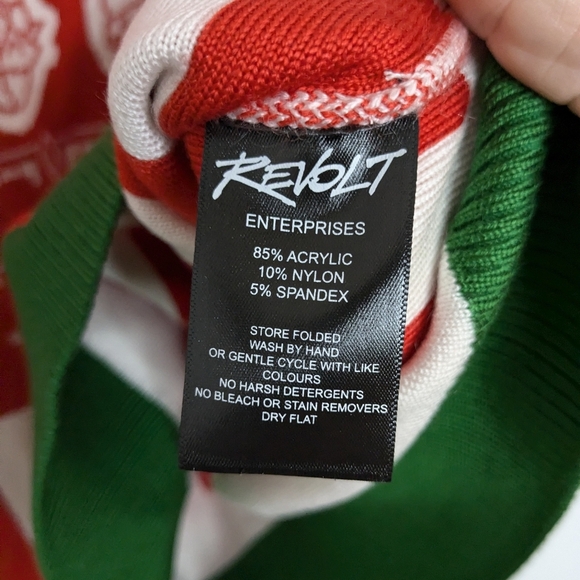 REVOLT
ENTERPRISES
85% ACRYLIC
10% NYLON
5% SPANDEX
STORE FOLDED
WASH BY HAND
OR GENTLE CYCLE WITH LIKE
COLOURS
NO HARSH DETERGENTS
NO BLEACH OR STAIN REMOVERS
DRY FLAT